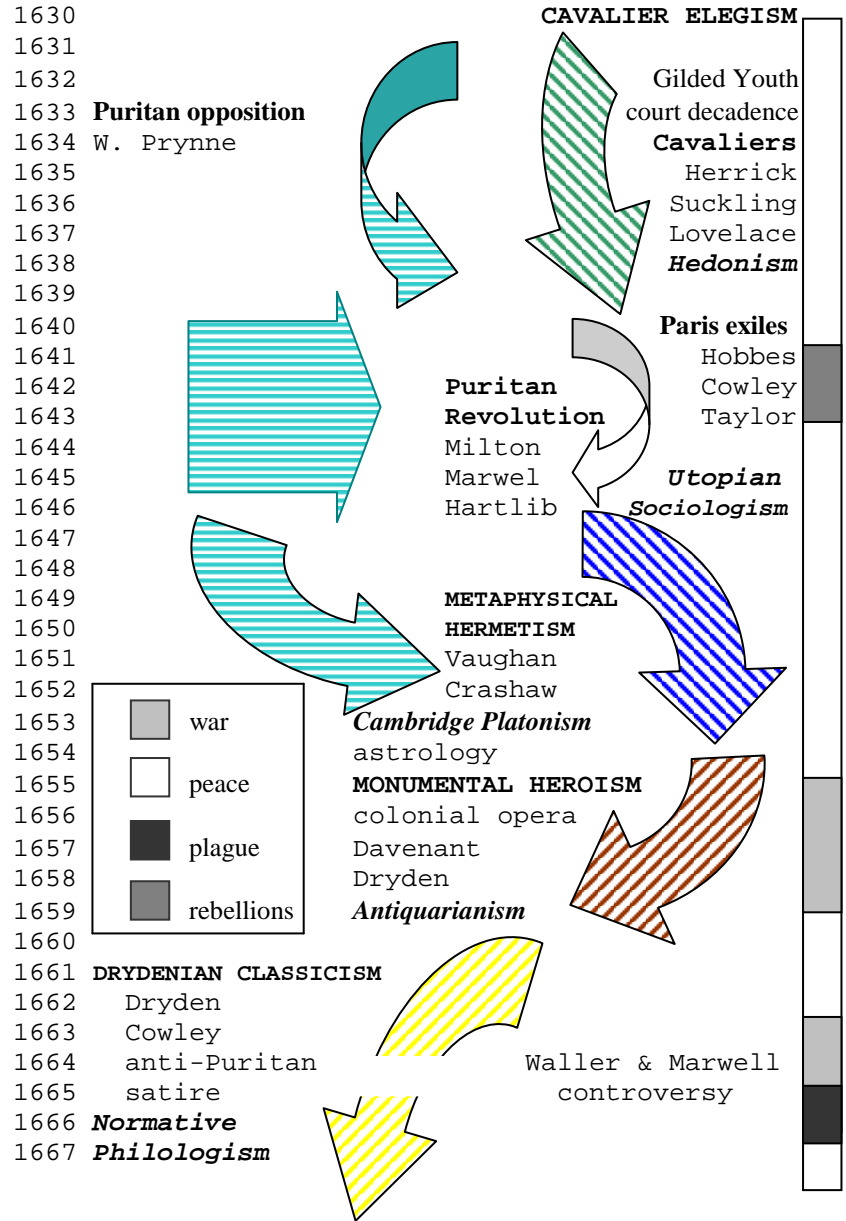 1630 CAVALIER ELEGISM
1631
1632 Gilded Youth
1633 Puritan opposition court decadence
1634 W. Prynne Cavaliers
1635 Herrick
1636 Suckling
1637 Lovelace
1638 Hedonism
1639
1640 Paris exiles
1641 Hobbes
1642 Puritan Cowley
1643 Revolution Taylor
1644 Milton
1645 Marwel Utopian
1646 Hartlib Sociologism
1647
1648
1649 METAPHYSICAL
1650 HERMETISM
1651 Vaughan
1652 Crashaw
1653 war Cambridge Platonism
1654 astrology
1655 peace MONUMENTAL HEROISM
1656 colonial opera
1657 plague Davenant
1658 Dryden
1659 rebellions Antiquarianism
1660
1661 DRYDENIAN CLASSICISM
1662 Dryden
1663 Cowley
1664 anti-Puritan Waller & Marwell
1665 satire controversy
1666 Normative
1667 Philologism